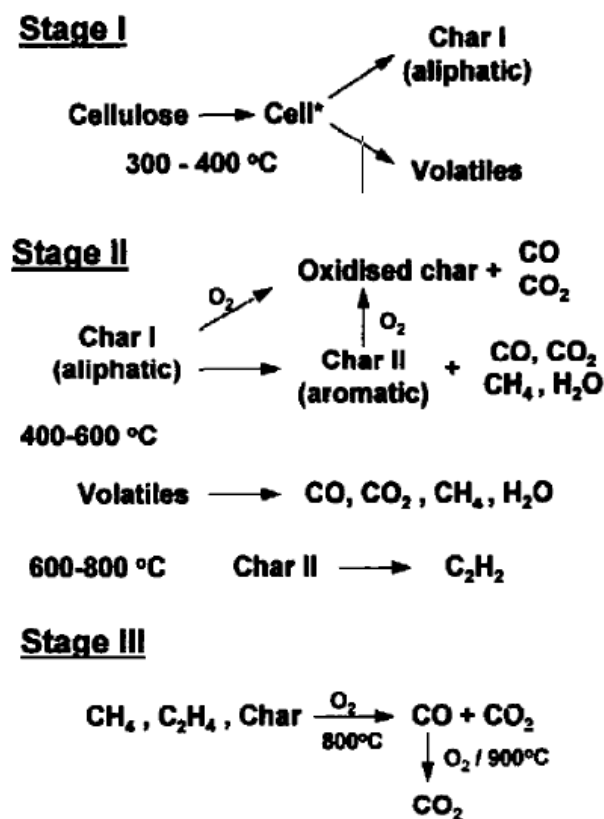 Stage I
Char I
(aliphatic)
Cellulose → Cell*
300 - 400 °C
Volatiles
Stage II
Oxidised char + CO
CO₂
O₂
O₂
Char I
(aliphatic)
Char II
(aromatic)
+ CO, CO₂
CH₄, H₂O
400-600 °C
Volatiles → CO, CO₂, CH₄, H₂O
600-800 °C Char II → C₂H₂
Stage III
CH₄, C₂H₄, Char O₂ 800°C → CO + CO₂
O₂ / 900°C
CO₂